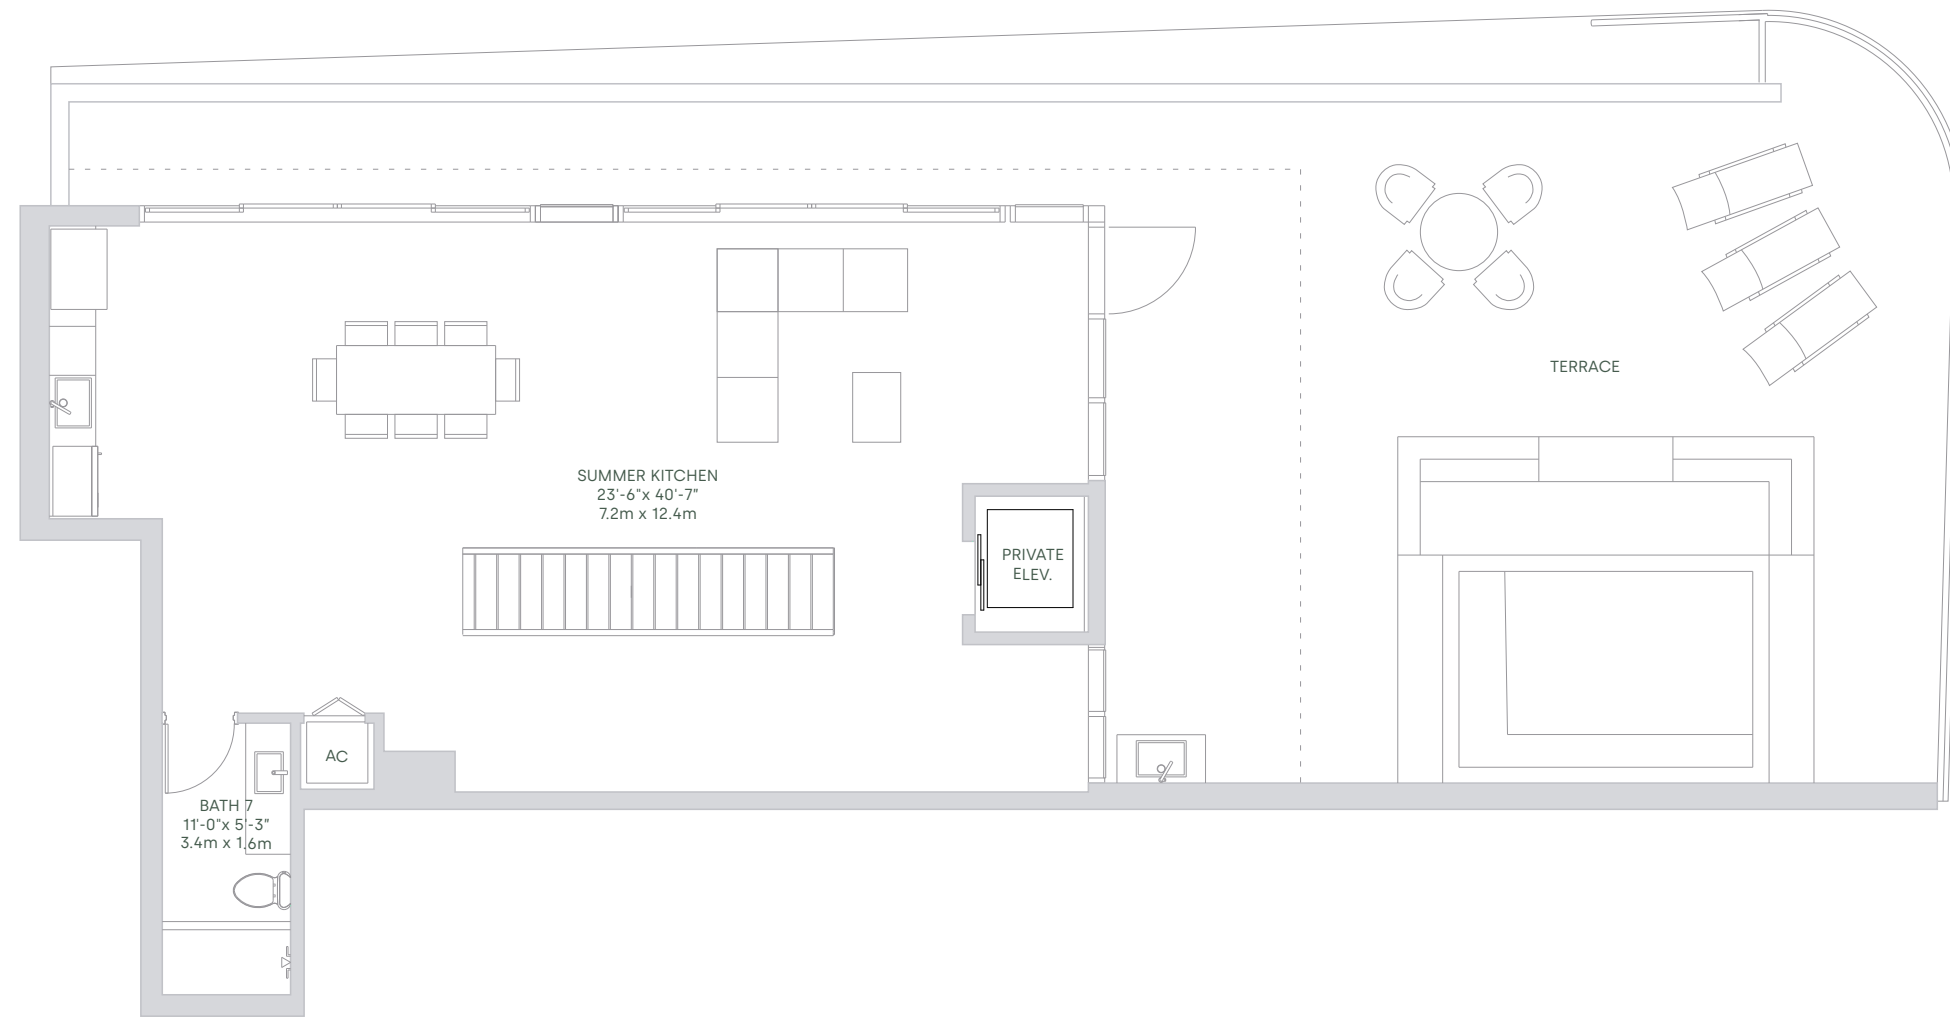 TERRACE
SUMMER KITCHEN
23'-6"x 40'-7"
7.2m x 12.4m
PRIVATE
ELEV.
AC
BATH 7
11'-0"x 5'-3"
3.4m x 1.6m